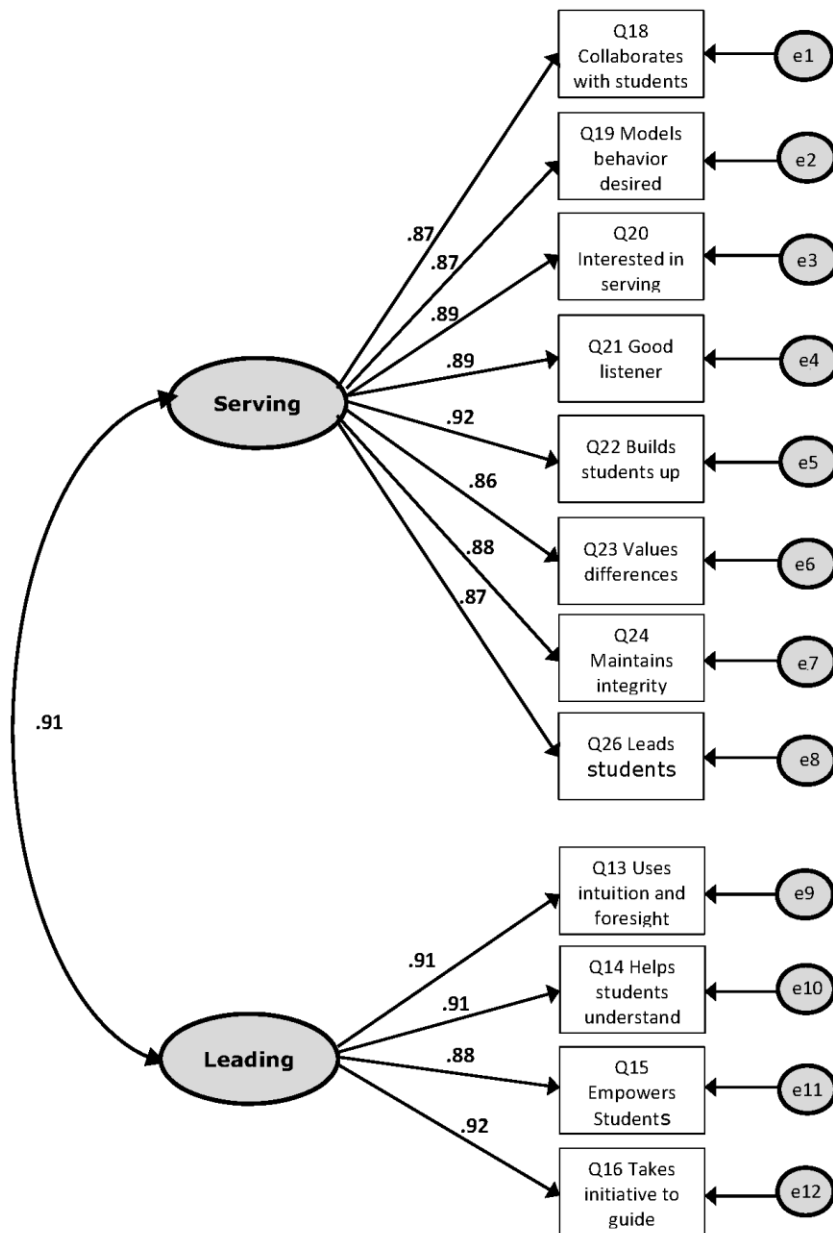 Q18
Collaborates
with students
e1
Q19 Models
behavior
desired
e2
.87
.87
Q20
Interested in
serving
e3
.89
Q21 Good
listener
e4
.89
Serving
.92
Q22 Builds
students up
e5
.86
Q23 Values
differences
e6
.88
.87
Q24
Maintains
integrity
e7
.91
Q26 Leads
students
e8
Q13 Uses
intuition and
foresight
e9
.91
Q14 Helps
students
understand
e10
.91
Leading
.88
Q15
Empowers
Students
e11
.92
Q16 Takes
initiative to
guide
e12